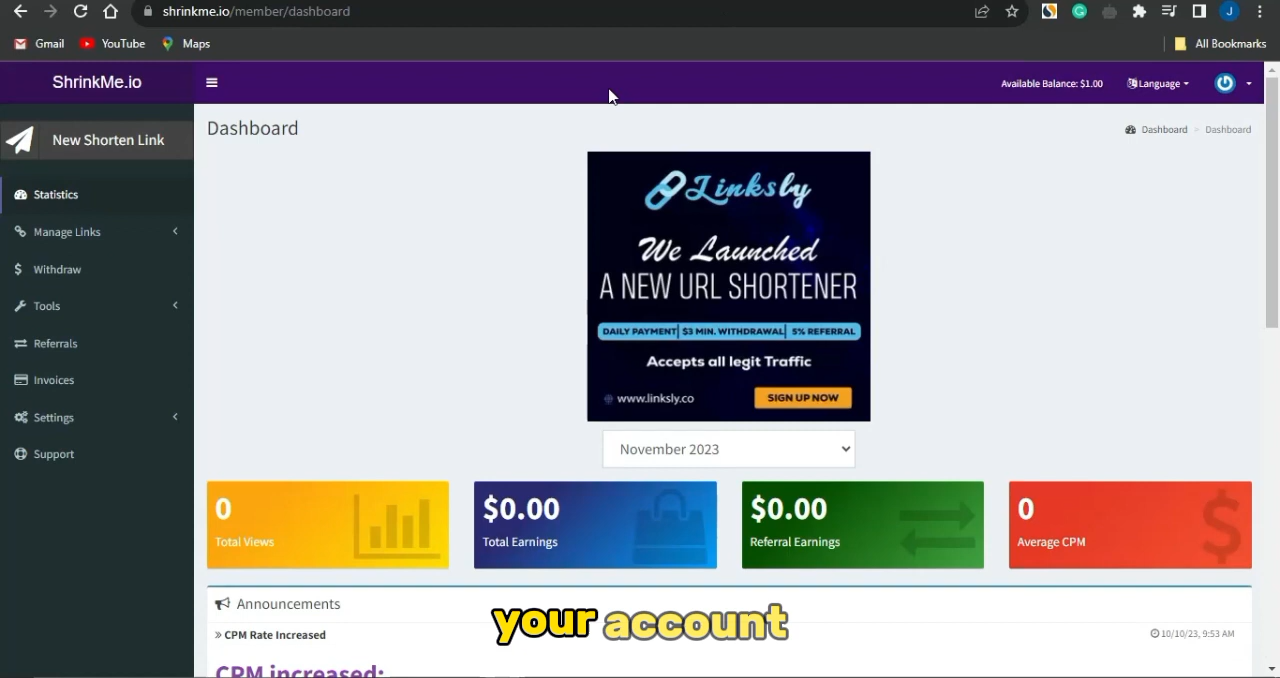 shrinkme.io/member/dashboard
J
Gmail YouTube Maps All Bookmarks
ShrinkMe.io Available Balance: $1.00 Language
New Shorten Link
Dashboard Dashboard > Dashboard
Statistics
Manage Links
Withdraw
Tools
Referrals
Invoices
Settings
Support
Linksly
We Launched
A NEW URL SHORTENER
DAILY PAYMENT| $3 MIN. WITHDRAWAL| 5% REFERRAL
Accepts all legit Traffic
www.linksly.co SIGN UP NOW
November 2023
0
Total Views
$0.00
Total Earnings
$0.00
Referral Earnings
0
Average CPM
Announcements
» CPM Rate Increased 10/10/23, 9:53 AM
CPM increased:
your account